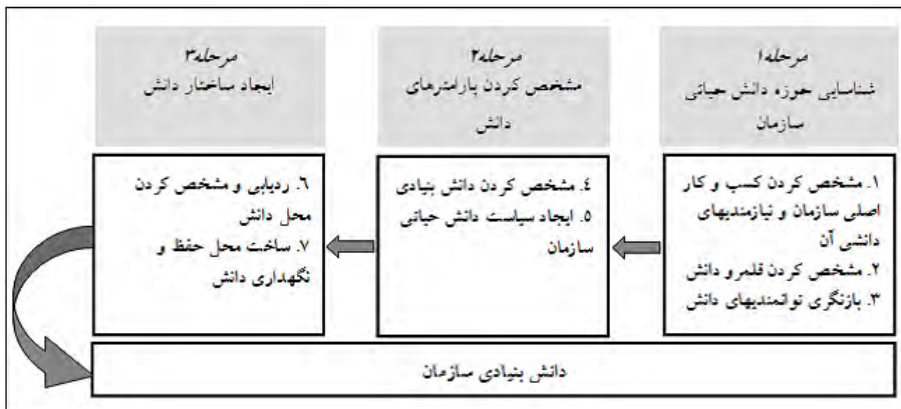 مرحله۱
شناسایی حوزه دانش حیاتی
سازمان
۱. مشخص کردن کسب و کار
اصلی سازمان و نیازمندیهای
دانشی آن
۲. مشخص کردن قلمرو دانش
۳. بازنگری توانمندیهای دانش
مرحله۲
مشخص کردن پارامترهای
دانش
۴. مشخص کردن دانش بنیادی
۵. ایجاد سیاست دانش حیاتی
سازمان
مرحله۳
ایجاد ساختار دانش
۶. ردیابی و مشخص کردن
محل دانش
۷. ساخت محل حفظ و
نگهداری دانش
دانش بنیادی سازمان